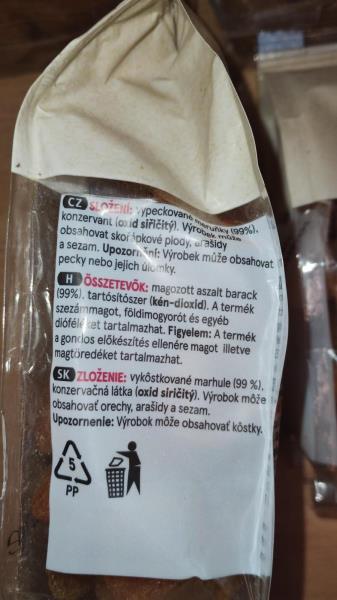 CZ SLOŽENÍ: vypeckované meruňky (99%),
konzervant (oxid siřičitý). Výrobek může
obsahovat skořápkové plody, arašídy
a sezam. Upozornění: Výrobek může obsahovat
pecky nebo jejich úlomky.
H ÖSSZETEVŐK: magozott aszalt barack
(99%), tartósítószer (kén-dioxid). A termék
szezámmagot, földimogyorót és egyéb
dióféléket tartalmazhat. Figyelem: A termék
a gondos előkészítés ellenére magot illetve
magtöredéket tartalmazhat.
SK ZLOŽENIE: vykôstkované marhule (99 %),
konzervačná látka (oxid siričitý). Výrobok môže
obsahovať orechy, arašidy a sezam.
Upozornenie: Výrobok môže obsahovať kôstky.
5
PP